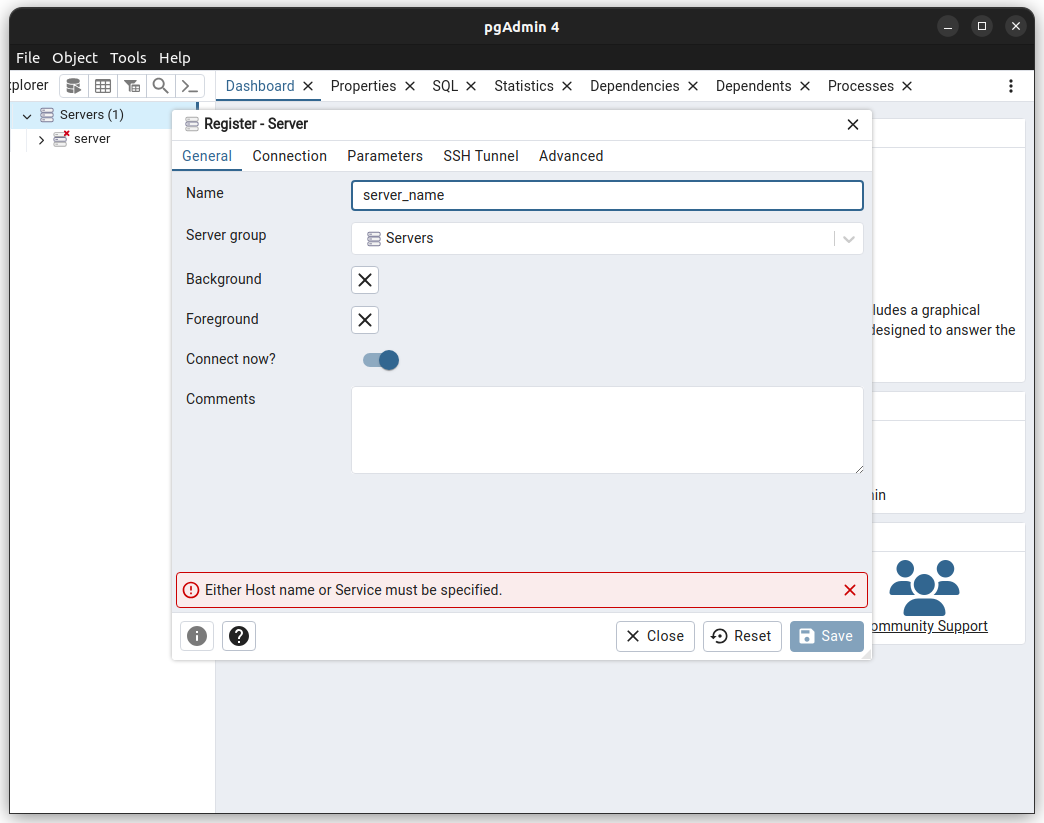 pgAdmin 4
File Object Tools Help
plorer Dashboard Properties SQL Statistics Dependencies Dependents Processes
Servers (1)
server
Register - Server
General Connection Parameters SSH Tunnel Advanced
Name server_name
Server group Servers
Background
Foreground
Connect now?
Comments
ludes a graphical
designed to answer the
in
Either Host name or Service must be specified.
Close Reset Save
ommunity Support